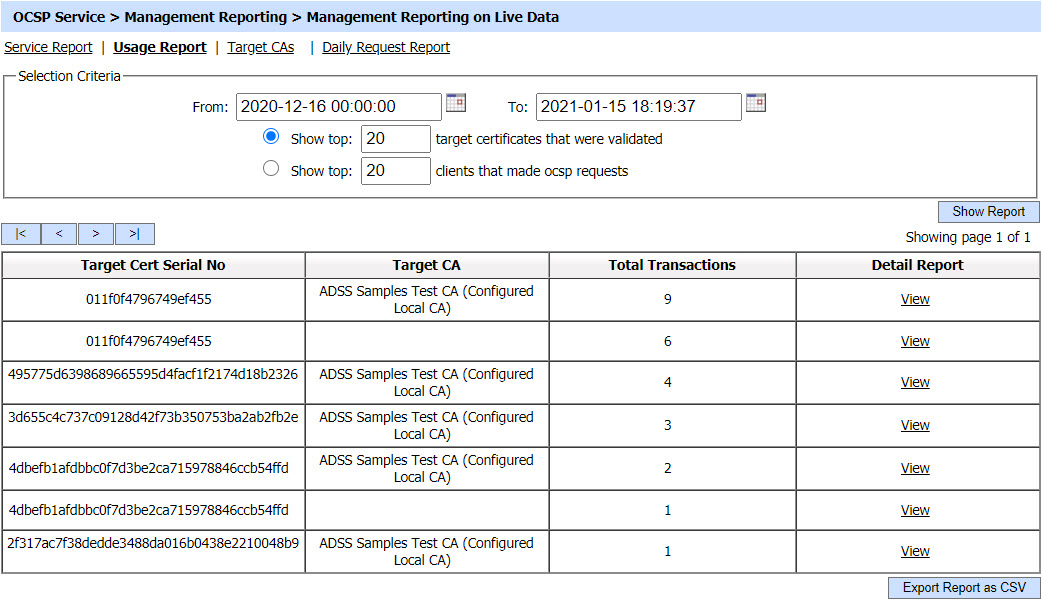 OCSP Service > Management Reporting > Management Reporting on Live Data
Service Report | Usage Report | Target CAs | Daily Request Report
Selection Criteria
From: 2020-12-16 00:00:00 To: 2021-01-15 18:19:37
Show top: 20 target certificates that were validated
Show top: 20 clients that made ocsp requests
Show Report
|< < > >|
Showing page 1 of 1
Target Cert Serial No Target CA Total Transactions Detail Report
011f0f4796749ef455 ADSS Samples Test CA (Configured Local CA) 9 View
011f0f4796749ef455 6 View
495775d6398689665595d4facf1f2174d18b2326 ADSS Samples Test CA (Configured Local CA) 4 View
3d655c4c737c09128d42f73b350753ba2ab2fb2e ADSS Samples Test CA (Configured Local CA) 3 View
4dbefb1afdbbc0f7d3be2ca715978846ccb54ffd ADSS Samples Test CA (Configured Local CA) 2 View
4dbefb1afdbbc0f7d3be2ca715978846ccb54ffd 1 View
2f317ac7f38dedde3488da016b0438e2210048b9 ADSS Samples Test CA (Configured Local CA) 1 View
Export Report as CSV